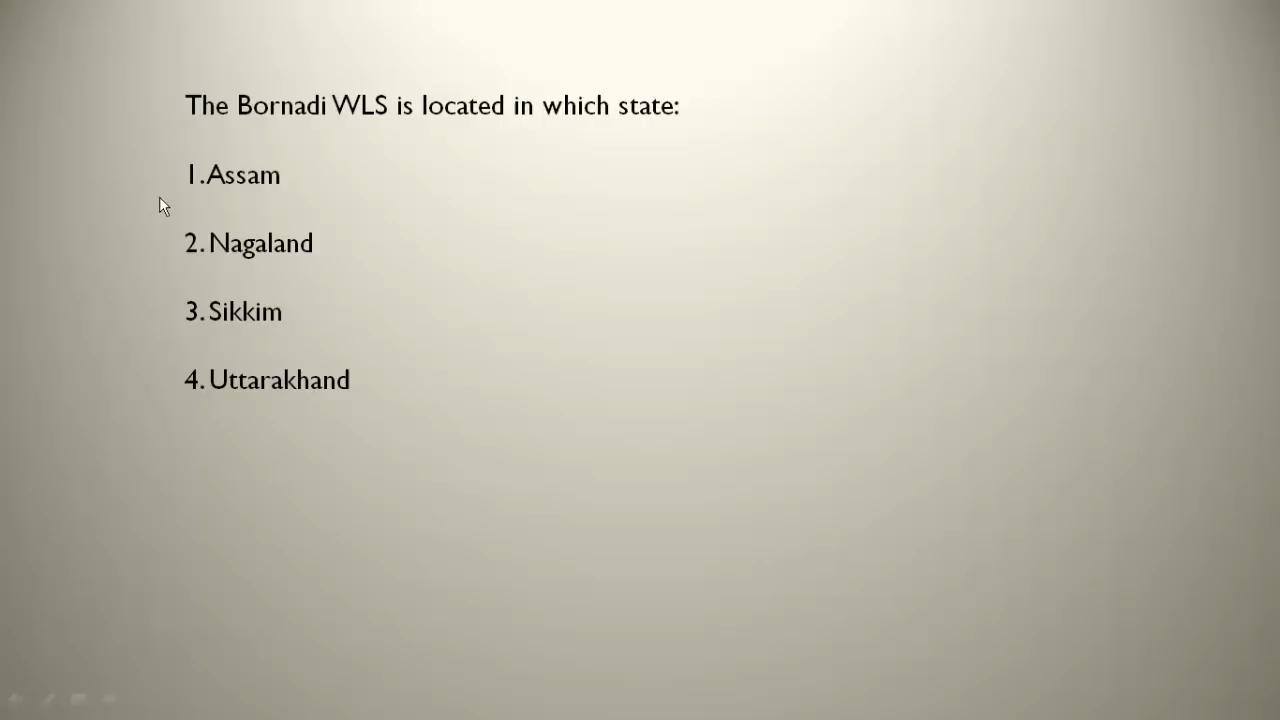 The Bornadi WLS is located in which state:
1. Assam
2. Nagaland
3. Sikkim
4. Uttarakhand